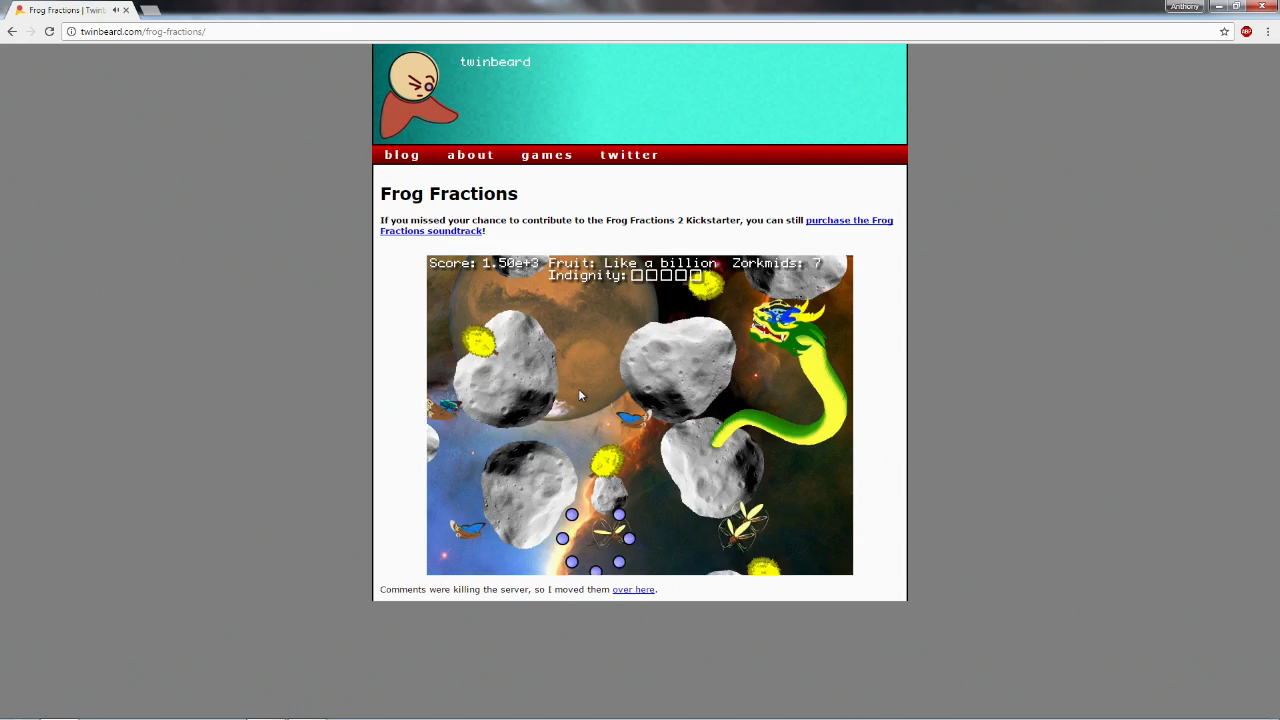 Frog Fractions | Twinb
Anthony
twinbeard.com/frog-fractions/
ABP
twinbeard
blog about games twitter
Frog Fractions
If you missed your chance to contribute to the Frog Fractions 2 Kickstarter, you can still purchase the Frog
Fractions soundtrack!
Score: 1.50e+3 Fruit: Like a billion Zorkmids: 7
Indignity:
Comments were killing the server, so I moved them over here.